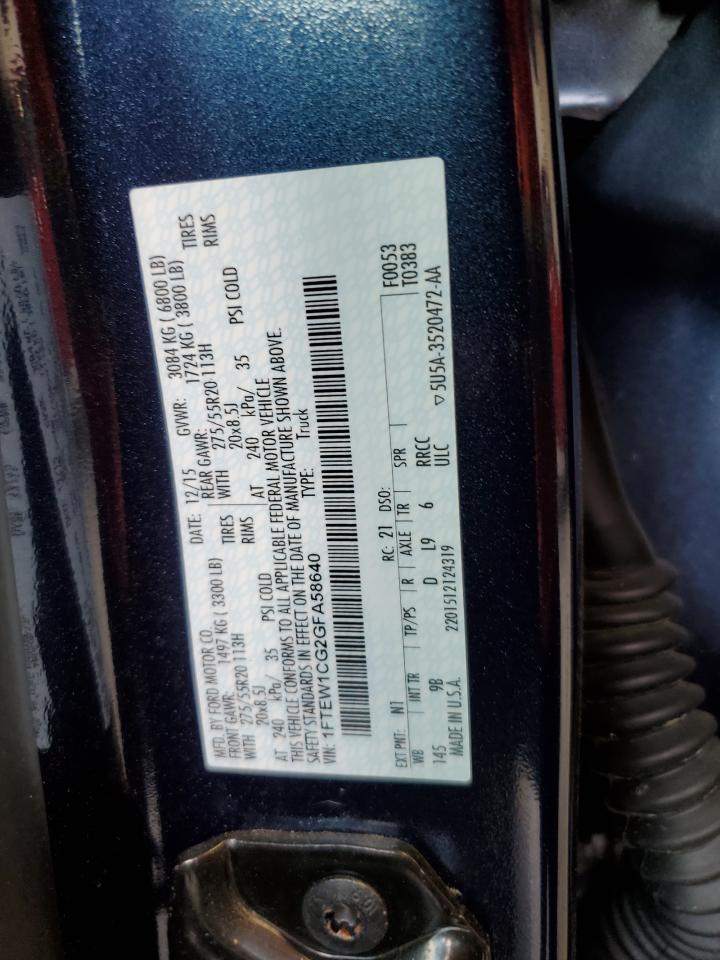 MFD. BY FORD MOTOR CO. DATE: 12/15 GVWR: 3084 KG ( 6800 LB)
FRONT GAWR: 1497 KG ( 3300 LB) REAR GAWR: 1724 KG ( 3800 LB)
WITH 275/55R20 113H TIRES WITH 275/55R20 113H TIRES
20x8.5J RIMS 20x8.5J RIMS
AT 240 kPa/ 35 PSI COLD AT 240 kPa/ 35 PSI COLD
THIS VEHICLE CONFORMS TO ALL APPLICABLE FEDERAL MOTOR VEHICLE
SAFETY STANDARDS IN EFFECT ON THE DATE OF MANUFACTURE SHOWN ABOVE.
VIN: 1FTEW1CG2GFA58640 TYPE: Truck
EXT PNT: N1 RC: 21 DSO: F0053
WB INT TR TP/PS R AXLE TR SPR T0383
145 9B D L9 6 RRCC
MADE IN U.S.A. 2201512124319 ULC ▽5U5A-3520472-AA